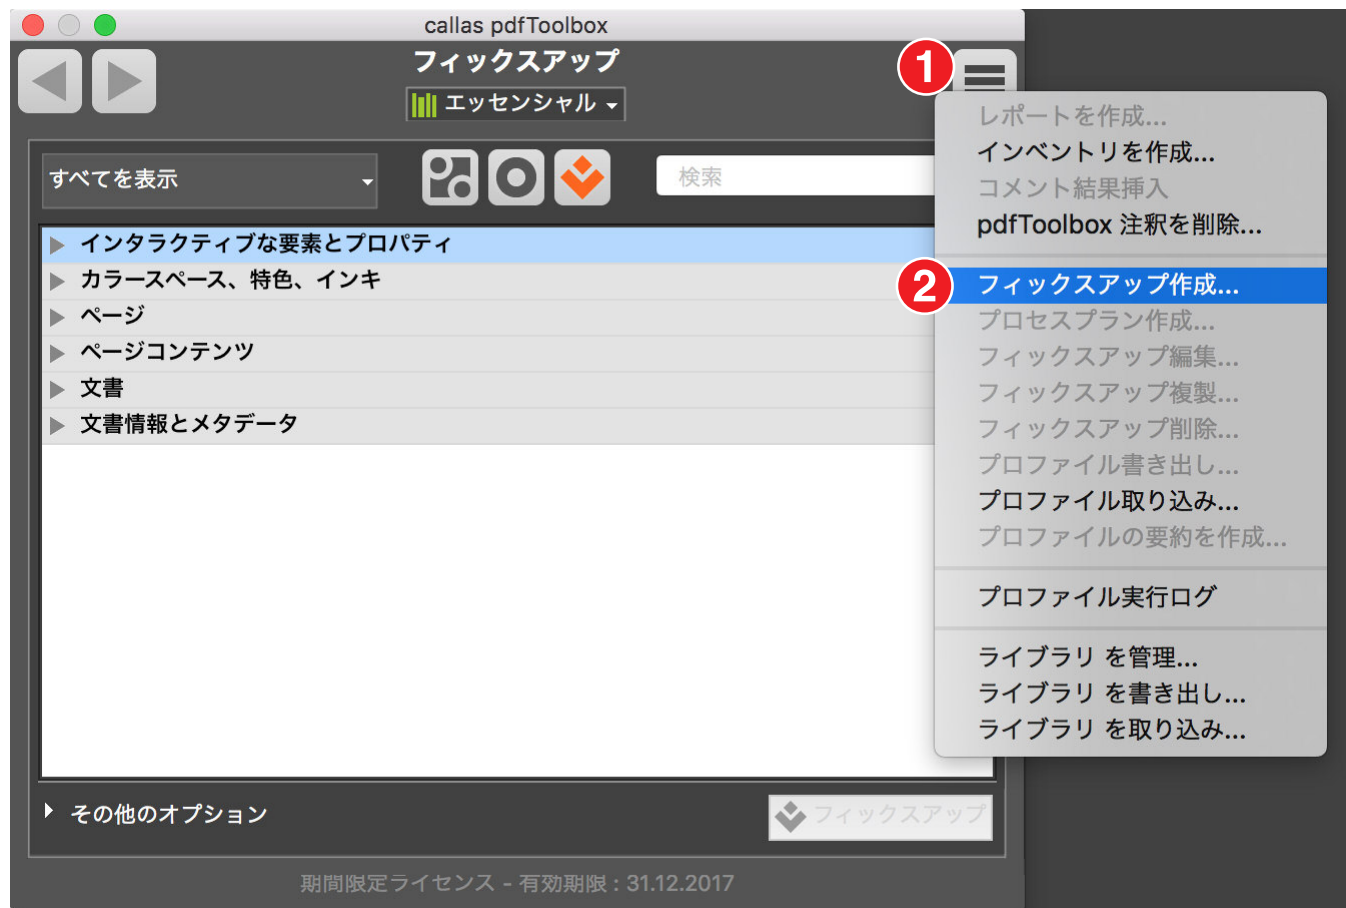 callas pdfToolbox
フィックスアップ
エッセンシャル
1
すべてを表示
検索
インタラクティブな要素とプロパティ
カラースペース、特色、インキ
ページ
ページコンテンツ
文書
文書情報とメタデータ
レポートを作成...
インベントリを作成...
コメント結果挿入
pdfToolbox 注釈を削除...
2
フィックスアップ作成...
プロセスプラン作成...
フィックスアップ編集...
フィックスアップ複製...
フィックスアップ削除...
プロファイル書き出し...
プロファイル取り込み...
プロファイルの要約を作成...
プロファイル実行ログ
ライブラリ を管理...
ライブラリ を書き出し...
ライブラリ を取り込み...
その他のオプション
フィックスアップ
期間限定ライセンス - 有効期限 : 31.12.2017